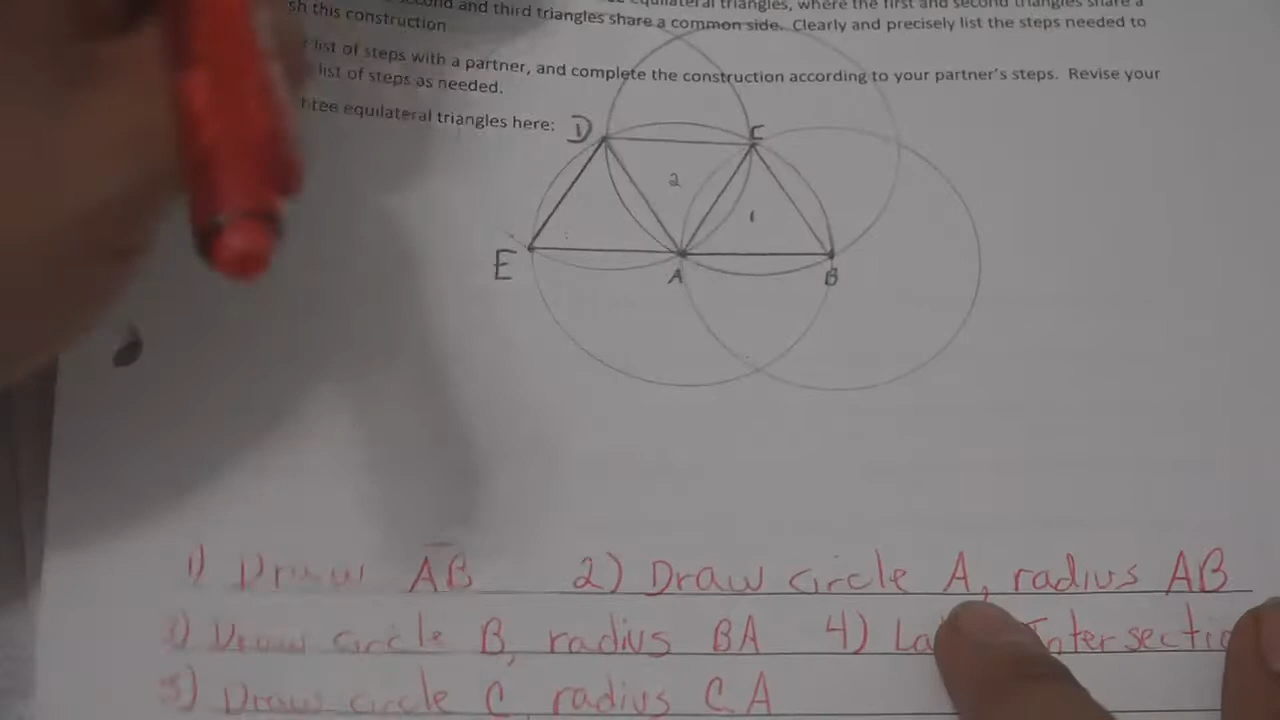 equilateral triangles, where the first and second triangles share a
second and third triangles share a common side. Clearly and precisely list the steps needed to
this construction
list of steps with a partner, and complete the construction according to your partner's steps. Revise your
list of steps as needed.
equilateral triangles here:
D C
2
1
E A B
1) Draw AB 2) Draw circle A, radius AB
3) Draw circle B, radius BA 4)
5) Draw circle C radius CA